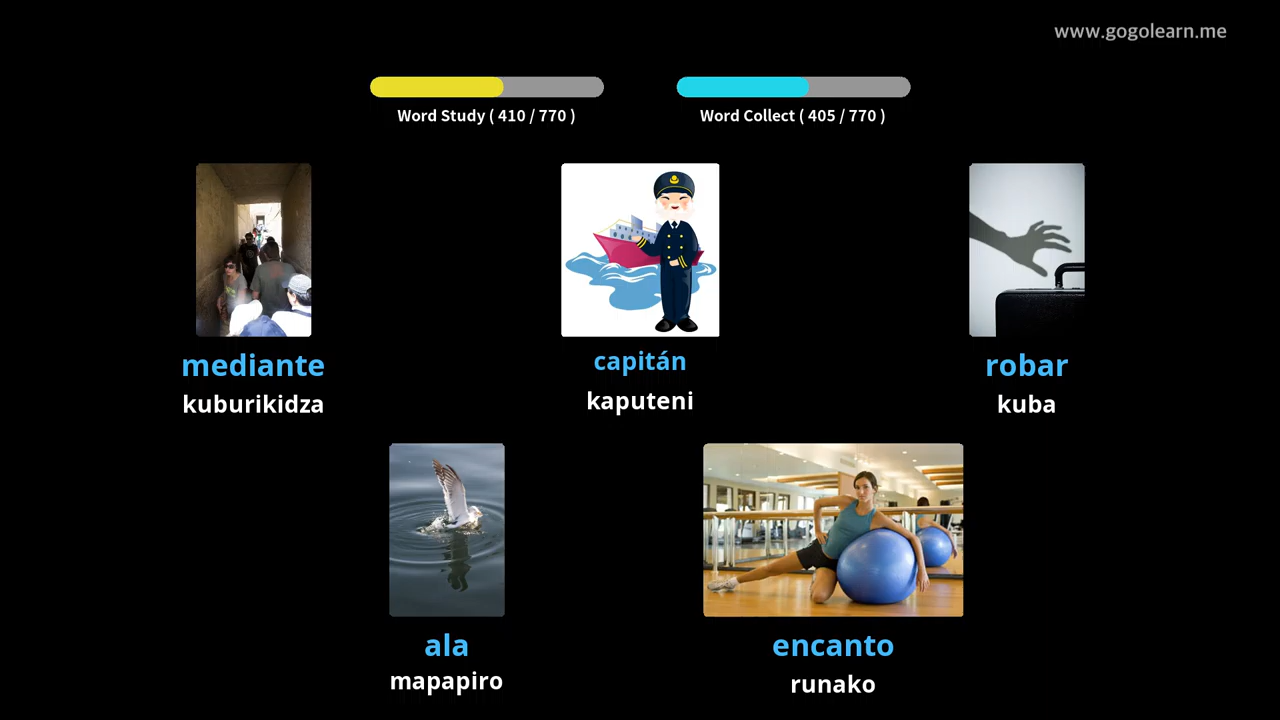 www.gogolearn.me
Word Study ( 410 / 770 )
Word Collect ( 405 / 770 )
mediante
kuburikidza
capitán
kaputeni
robar
kuba
ala
mapapiro
encanto
runako